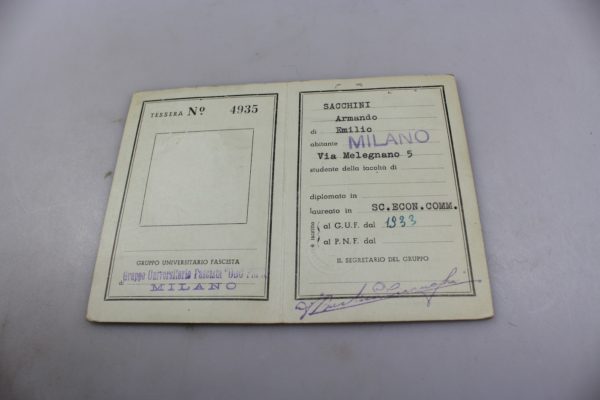 TESSERA Nº 4935
GRUPPO UNIVERSITARIO FASCISTA
Gruppo Universitario Fascista "UGO
MILANO
SACCHINI
Armando
di Emilio
abitante MILANO
Via Melegnano 5
studente della facoltà di
diplomato in
laureato in SC.ECON.COMM.
è iscritto
al G.U.F. dal 1933
al P.N.F. dal
IL SEGRETARIO DEL GRUPPO